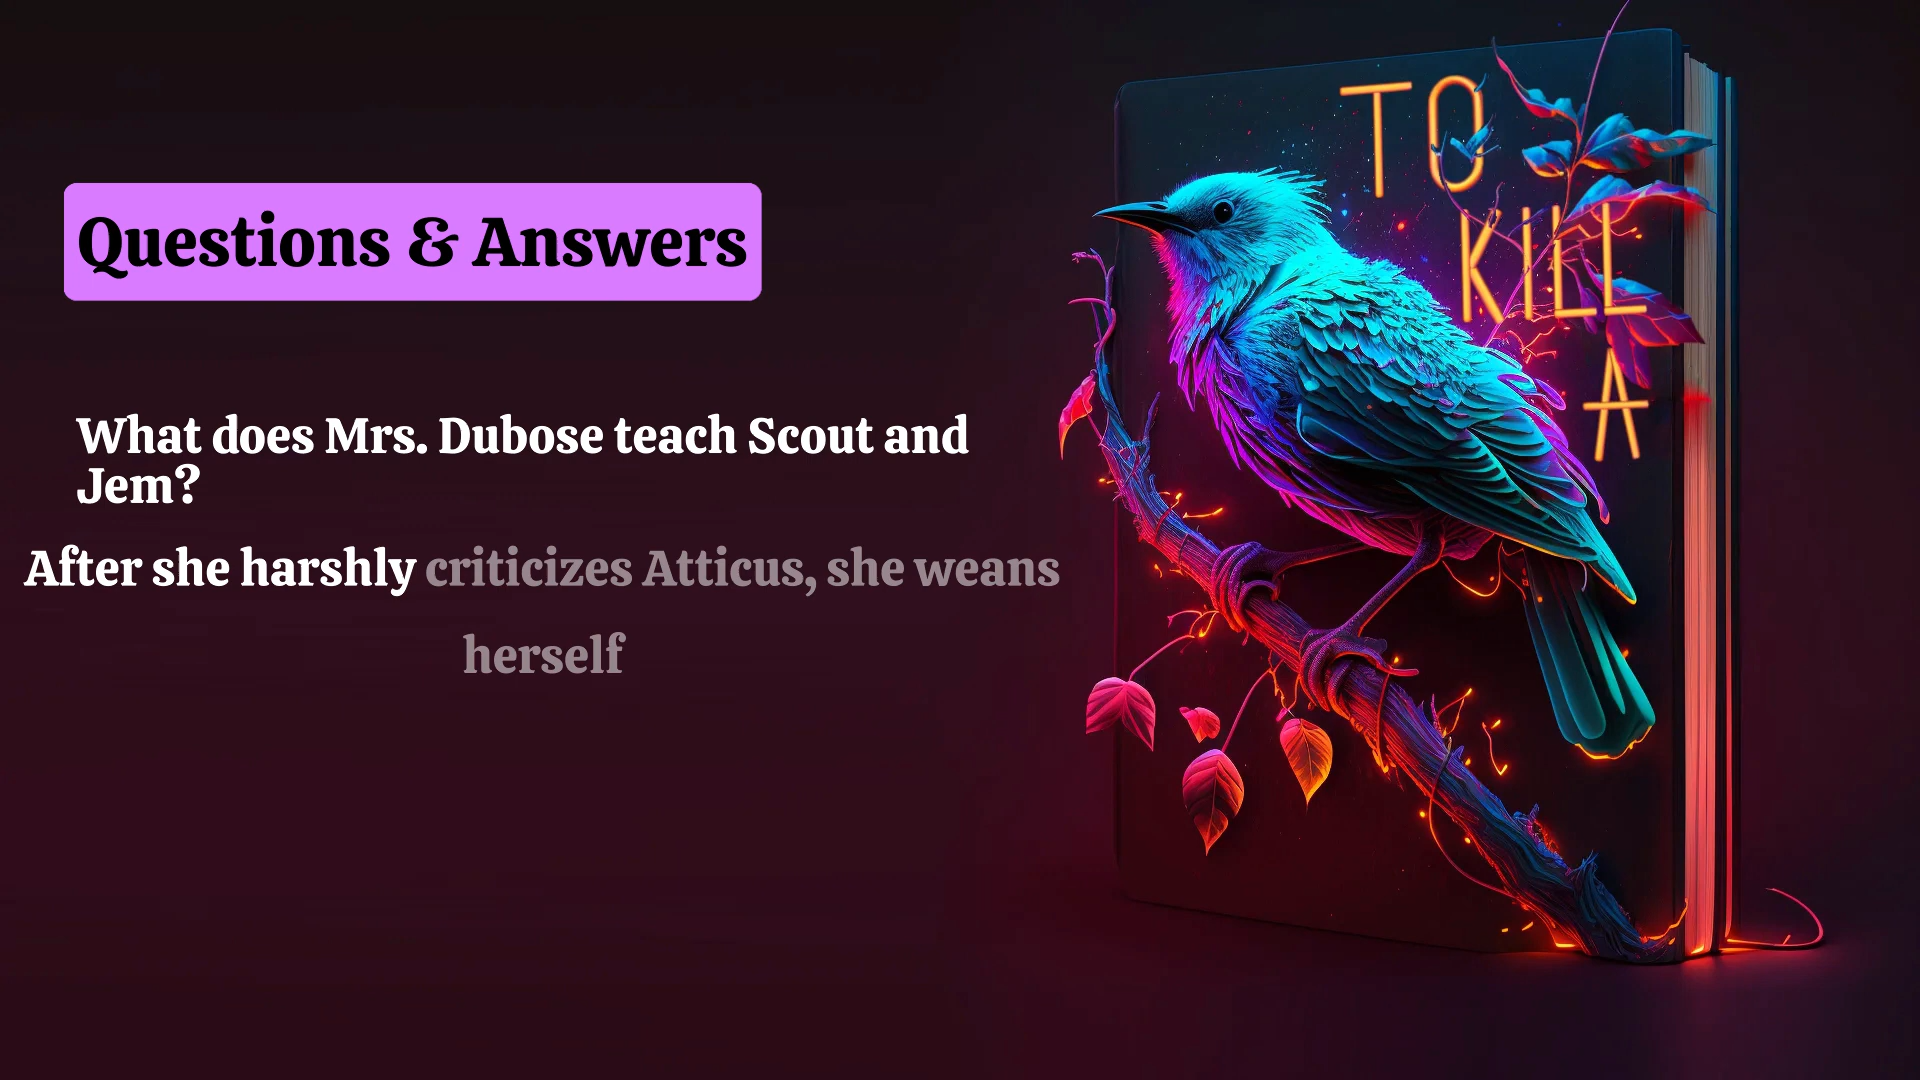 Questions & Answers
What does Mrs. Dubose teach Scout and
Jem?
After she harshly criticizes Atticus, she weans
herself
TO
KILL
A